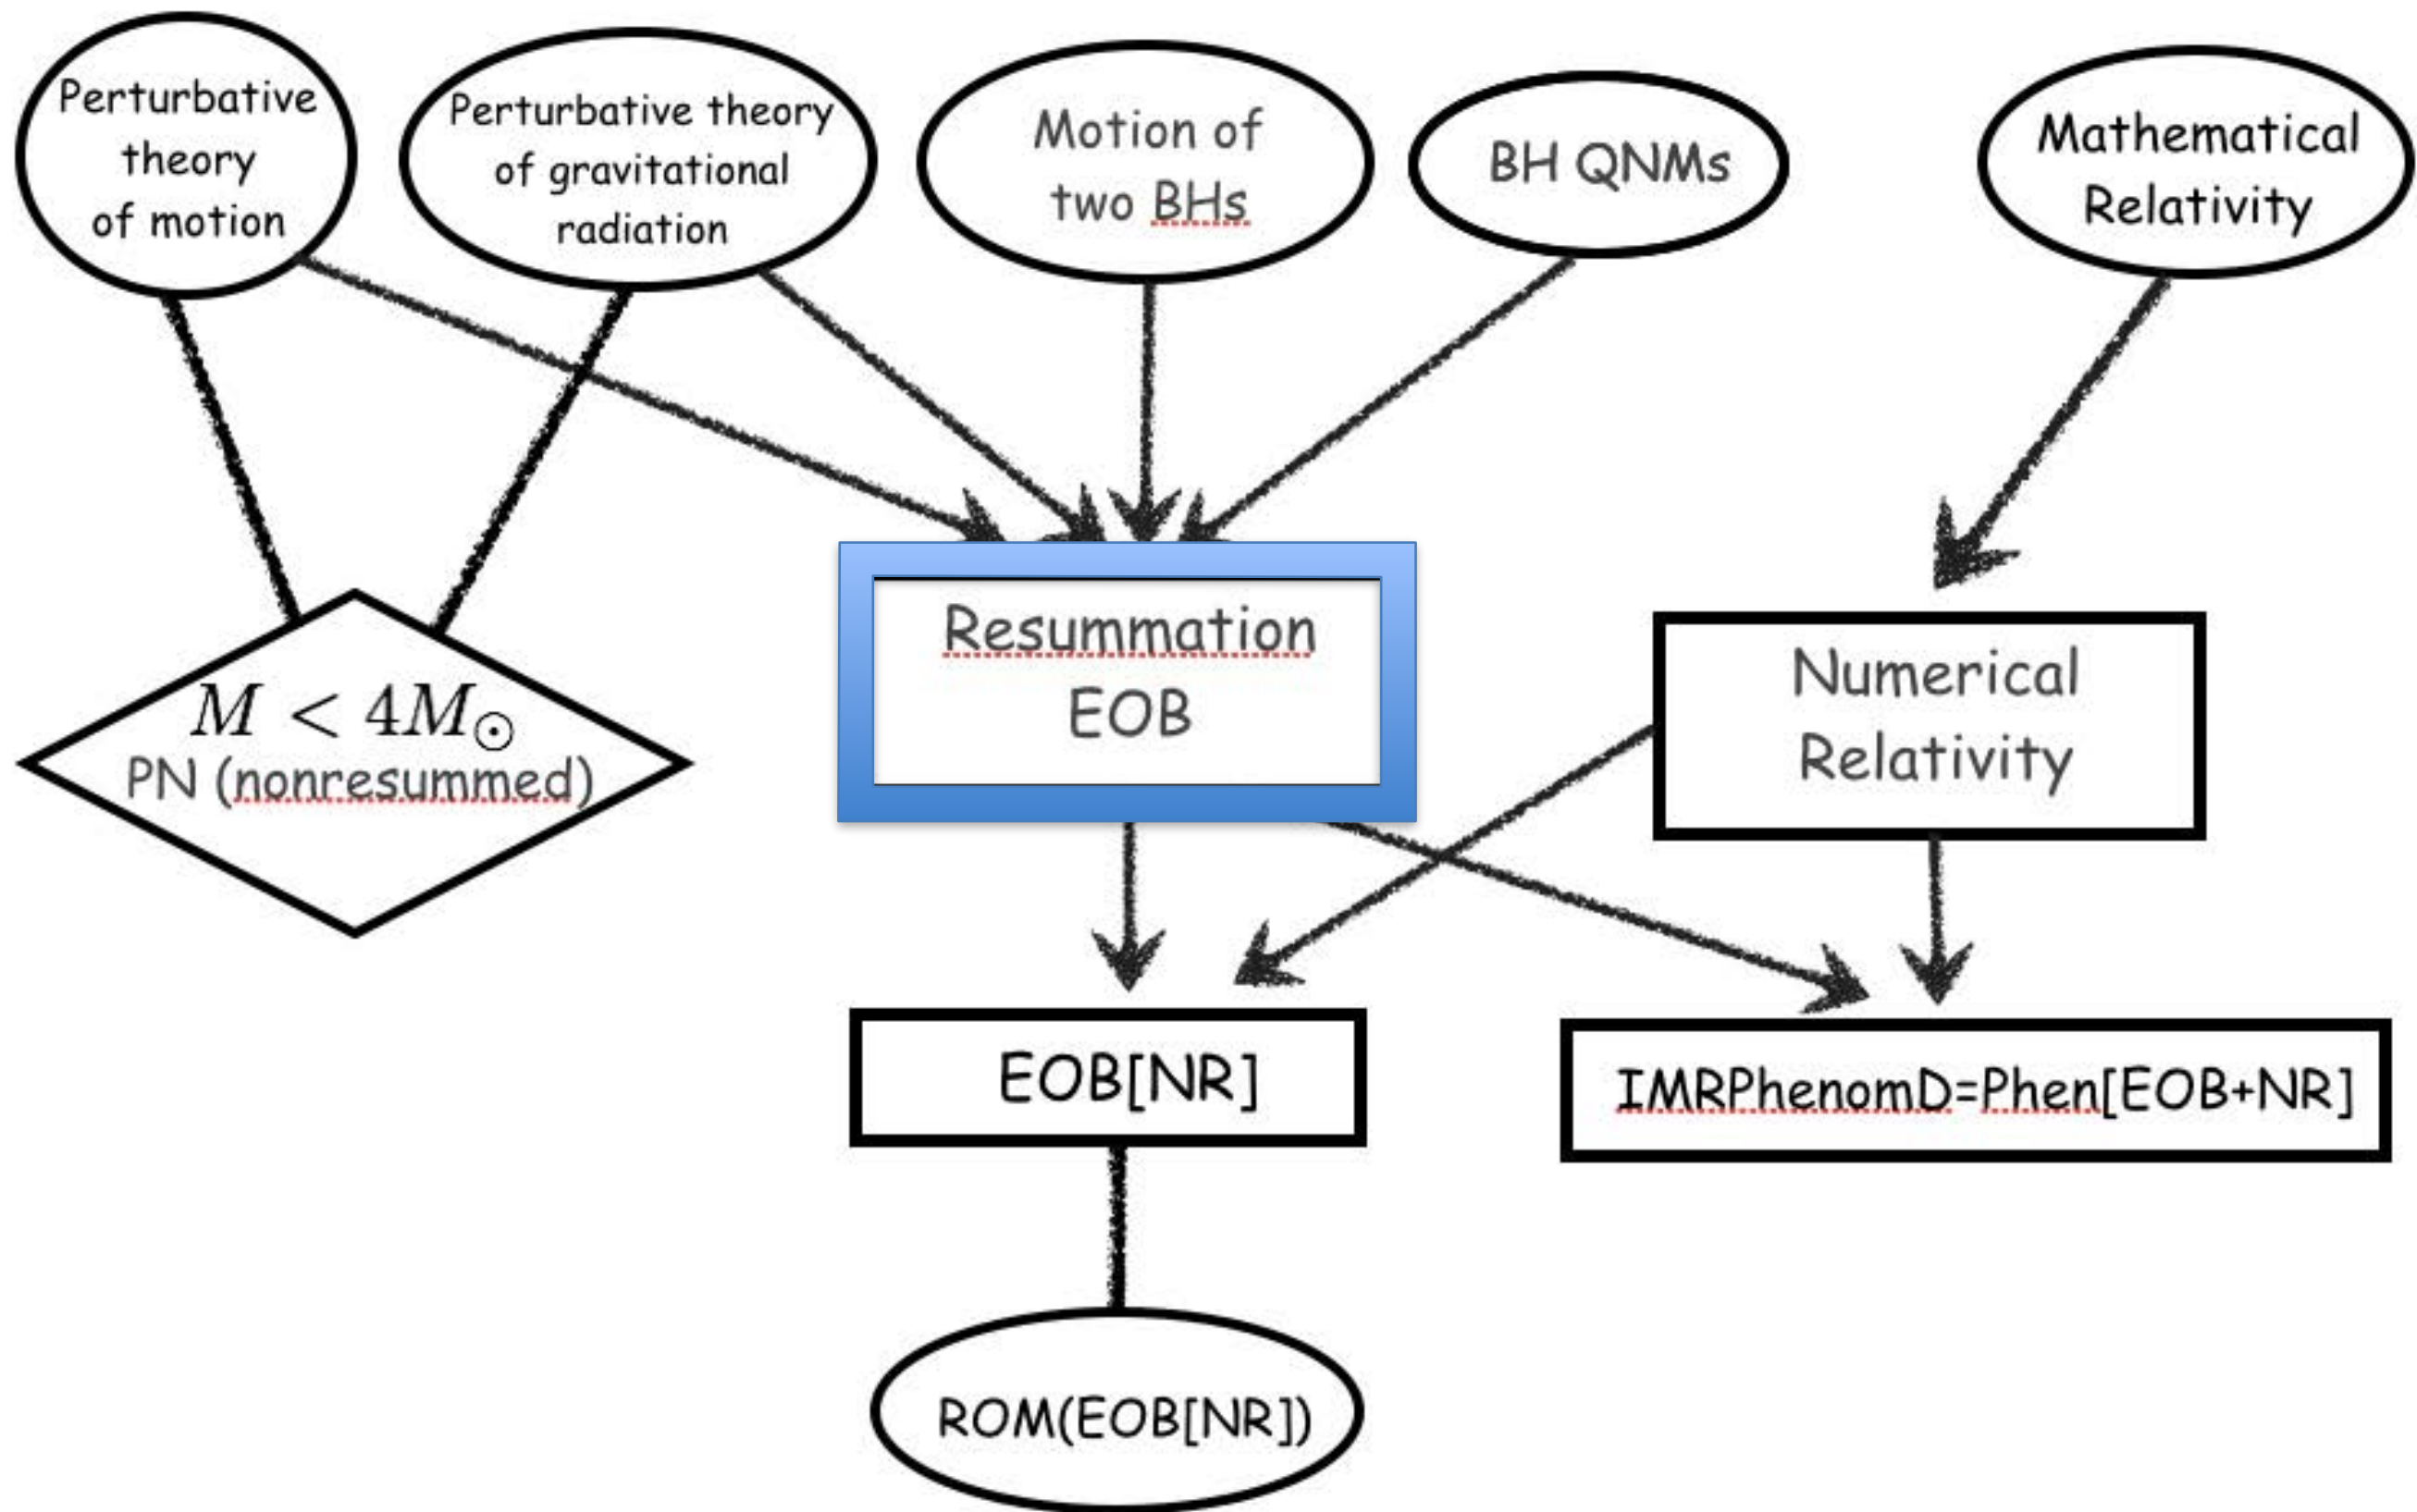 Perturbative
theory
of motion
Perturbative theory
of gravitational
radiation
Motion of
two BHs
BH QNMs
Mathematical
Relativity
M < 4M☉
PN (nonresummed)
Resummation
EOB
Numerical
Relativity
EOB[NR]
IMRPhenomD=Phen[EOB+NR]
ROM(EOB[NR])